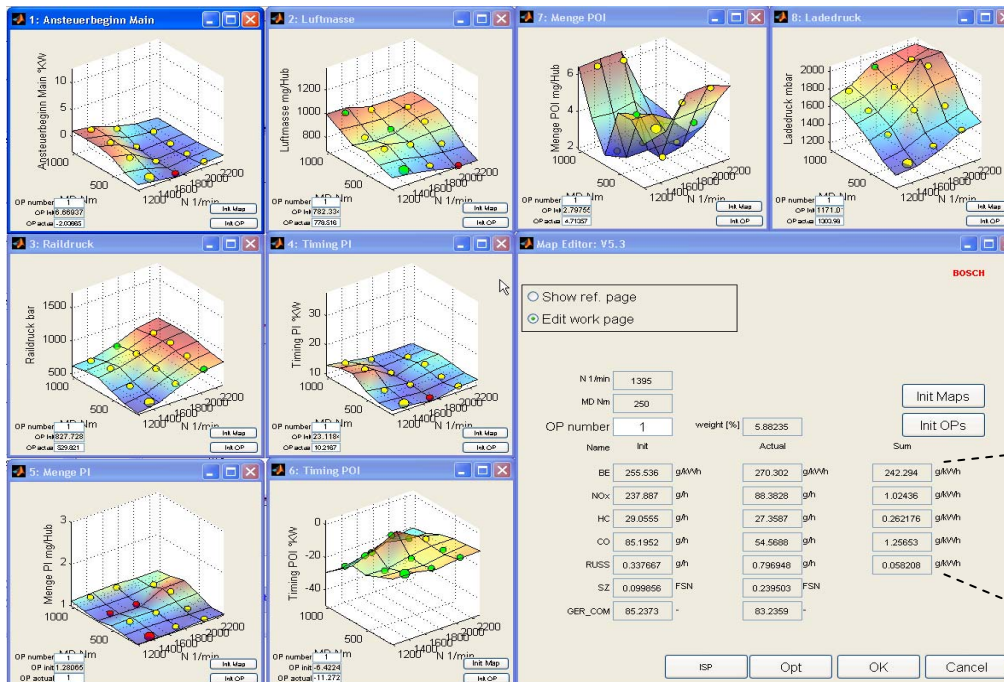 1: Ansteuerbeginn Main
Ansteuerbeginn Main °KW
10
5
0
1000
500
MD Nm
1200
1400
1600
1800
2000
2200
N 1/min
OP number
1
OP init
6.66937
OP actual
Init Map
Init OP
2: Luftmasse
Luftmasse mg/Hub
1200
1000
800
1000
500
MD Nm
1200
1400
1600
1800
2000
2200
N 1/min
OP number
1
OP init
782.334
OP actual
778.516
Init Map
Init OP
7: Menge POI
Menge POI mg/Hub
6
4
2
1000
500
MD Nm
1200
1400
1600
1800
2000
2200
N 1/min
OP number
1
OP init
2.79755
OP actual
4.71357
Init Map
Init OP
8: Ladedruck
Ladedruck mbar
2000
1800
1600
1400
1200
1000
500
MD Nm
1200
1400
1600
1800
2000
2200
N 1/min
OP number
1
OP init
1171.0
OP actual
Init Map
Init OP
3: Raildruck
Raildruck bar
1500
1000
500
1000
500
MD Nm
1200
1400
1600
1800
2000
2200
N 1/min
OP number
1
OP init
827.728
OP actual
529.821
Init Map
Init OP
4: Timing PI
Timing PI °KW
30
20
10
1000
500
MD Nm
1200
1400
1600
1800
2000
2200
N 1/min
OP number
1
OP init
23.1184
OP actual
10.2167
Init Map
Init OP
5: Menge PI
Menge PI mg/Hub
3
2
1
1000
500
MD Nm
1200
1400
1600
1800
2000
2200
N 1/min
OP number
1
OP init
1.28065
OP actual
1
Init Map
Init OP
6: Timing POI
Timing POI °KW
0
-20
-40
1000
500
MD Nm
1200
1400
1600
1800
2000
2200
N 1/min
OP number
1
OP init
-6.4224
OP actual
-11.272
Init Map
Init OP
Map Editor: V5.3
BOSCH
Show ref. page
Edit work page
N 1/min 1395
MD Nm 250
OP number 1 weight [%] 5.88235
Init Maps
Init OPs
Name Init Actual Sum
BE 255.536 g/kWh 270.302 g/kWh 242.294 g/kWh
NOx 237.887 g/h 88.3828 g/h 1.02436 g/kWh
HC 29.0555 g/h 27.3587 g/h 0.262176 g/kWh
CO 85.1952 g/h 54.5688 g/h 1.25653 g/kWh
RUSS 0.337667 g/h 0.796948 g/h 0.058208 g/kWh
SZ 0.099856 FSN 0.239503 FSN
GER_COM 85.2373 - 83.2359 -
ISP Opt OK Cancel